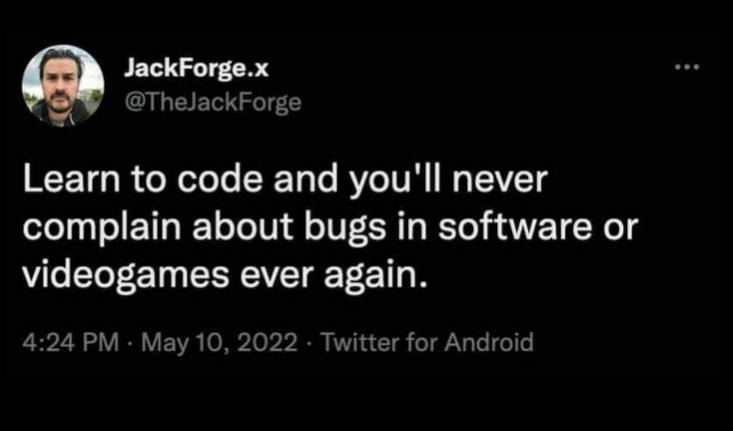 JackForge.x
@TheJackForge
Learn to code and you'll never
complain about bugs in software or
videogames ever again.
4:24 PM · May 10, 2022 · Twitter for Android